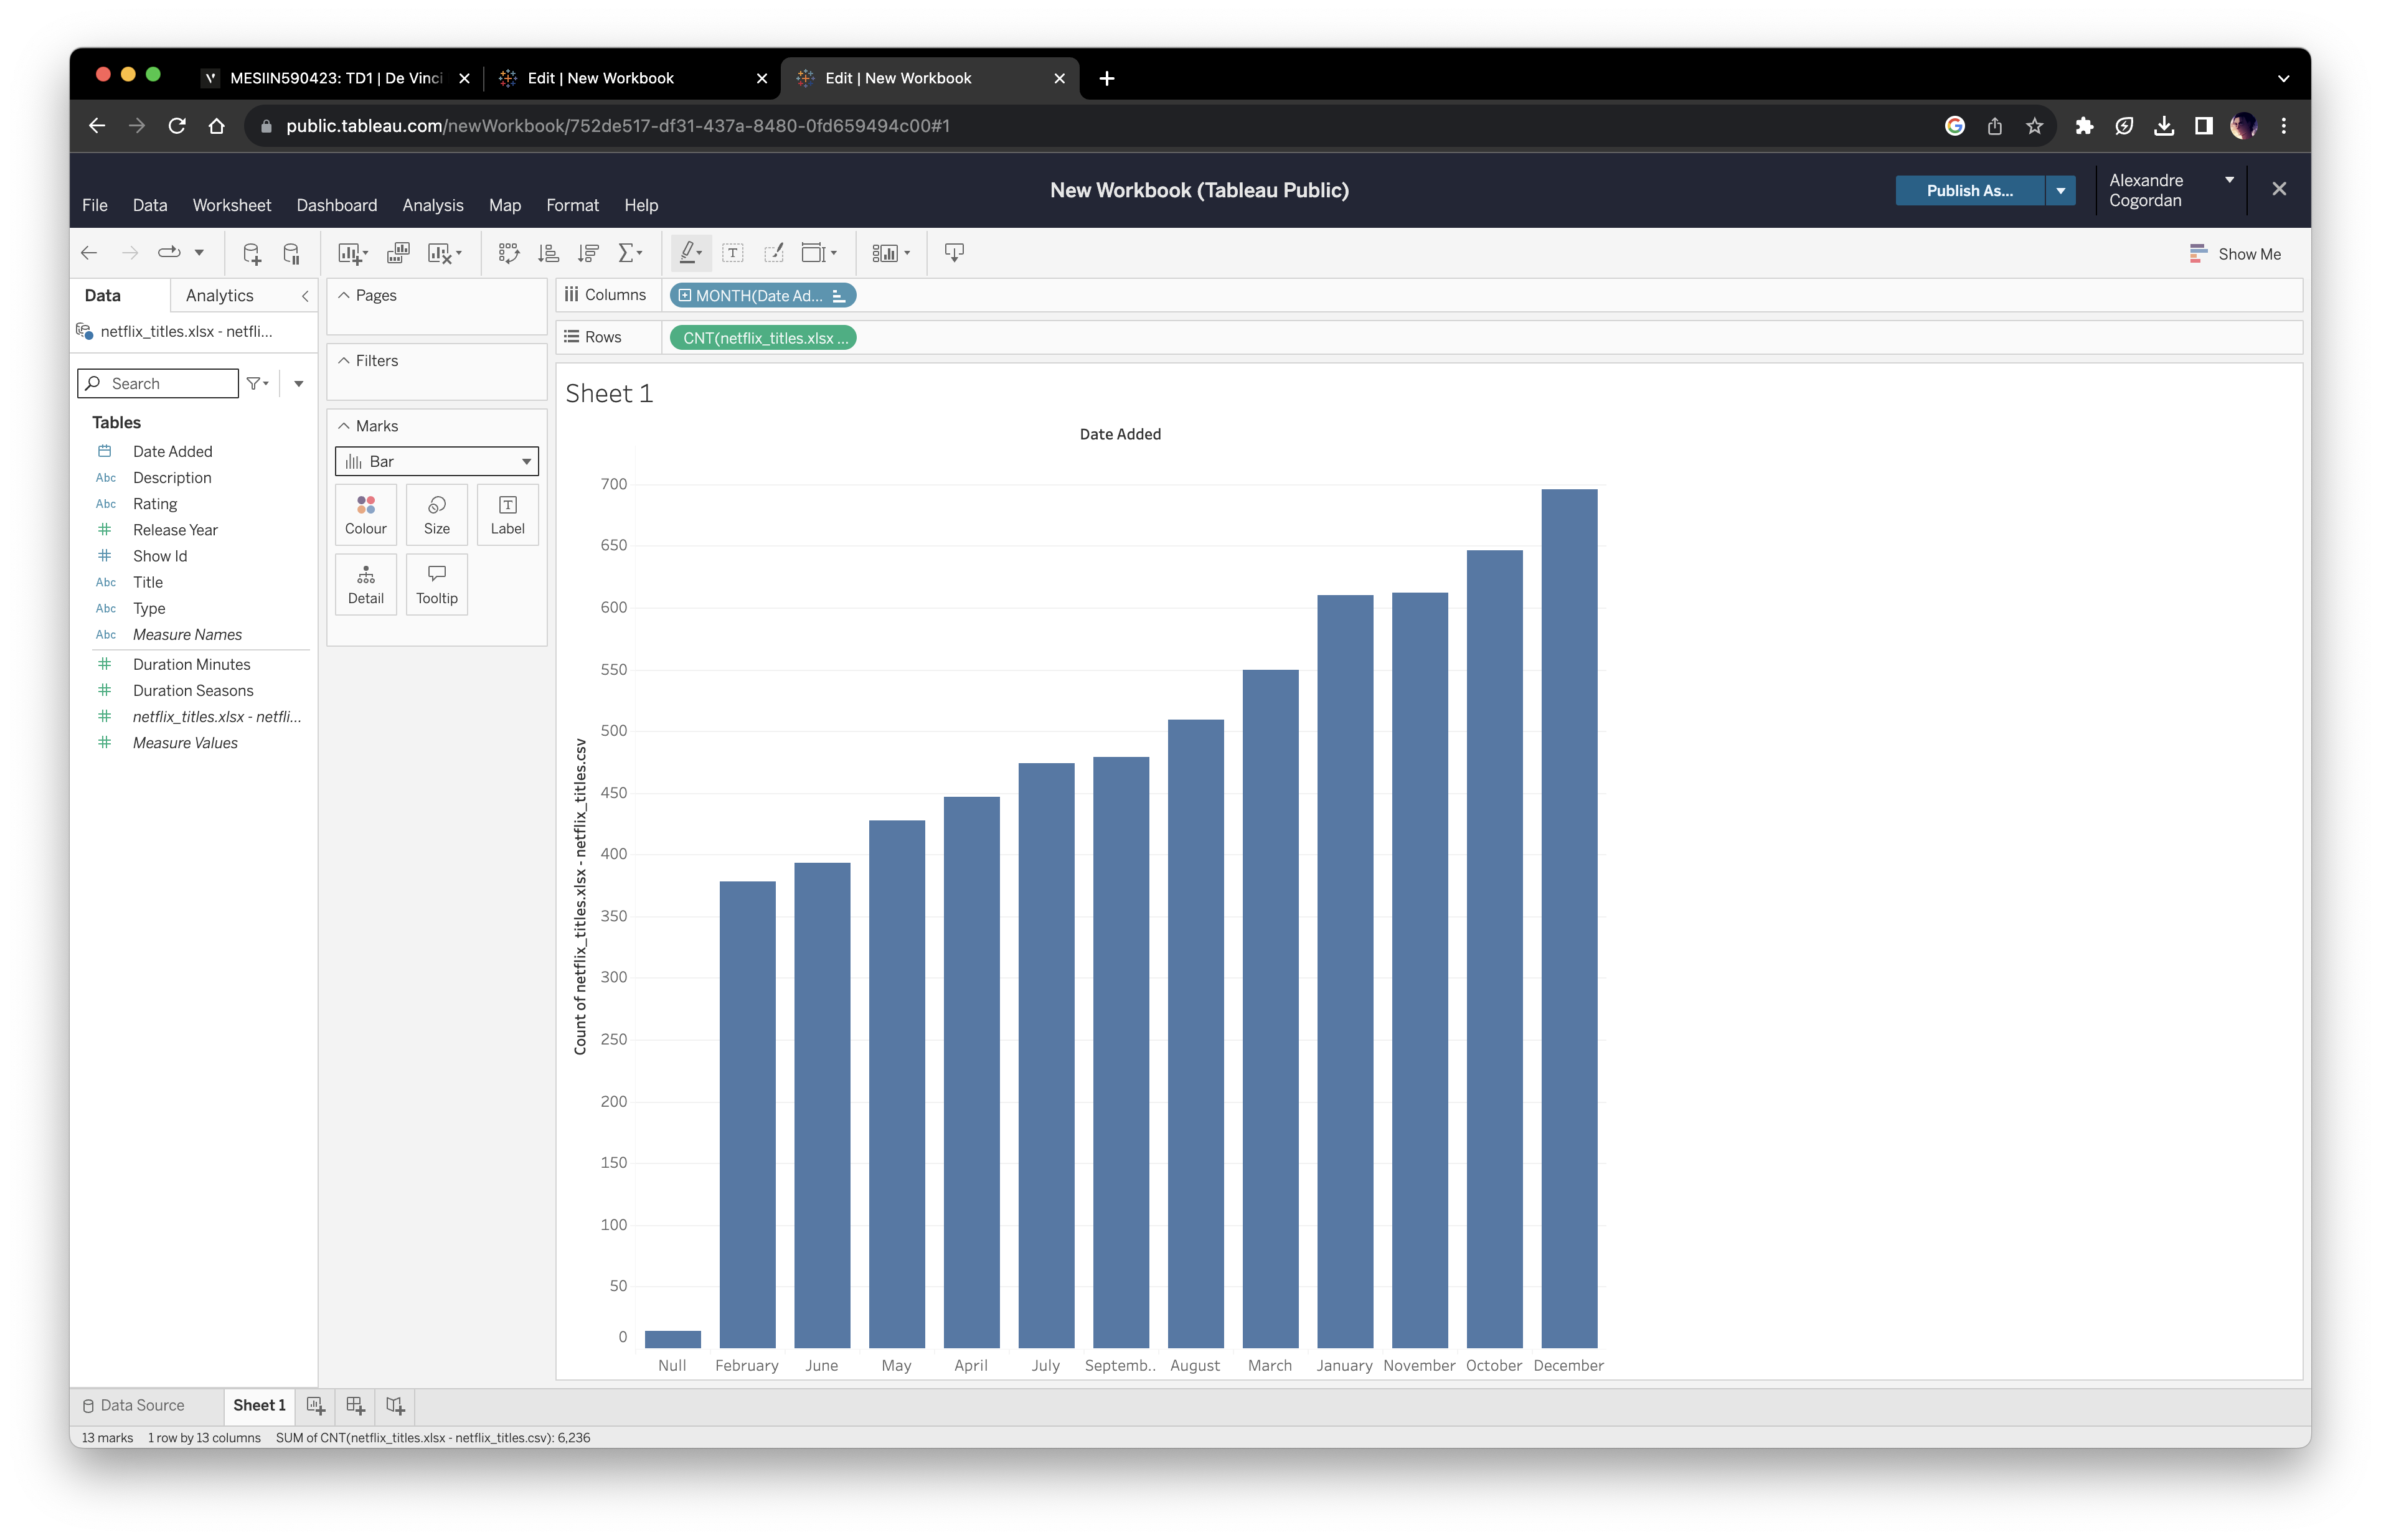 MESIIN590423: TD1 | De Vinci
Edit | New Workbook
Edit | New Workbook
public.tableau.com/newWorkbook/752de517-df31-437a-8480-0fd659494c00#1
New Workbook (Tableau Public)
Publish As...
Alexandre
Cogordan
File Data Worksheet Dashboard Analysis Map Format Help
Show Me
Data Analytics
netflix_titles.xlsx - netfli...
Search
Tables
Date Added
Abc Description
Abc Rating
Release Year
Show Id
Abc Title
Abc Type
Abc Measure Names
Duration Minutes
Duration Seasons
netflix_titles.xlsx - netfli...
Measure Values
Pages
Filters
Marks
Bar
Colour Size Label
Detail Tooltip
Columns MONTH(Date Ad...
Rows CNT(netflix_titles.xlsx ...
Sheet 1
Date Added
Count of netflix_titles.xlsx - netflix_titles.csv
700
650
600
550
500
450
400
350
300
250
200
150
100
50
0
Null February June May April July Septemb.. August March January November October December
Data Source Sheet 1
13 marks 1 row by 13 columns SUM of CNT(netflix_titles.xlsx - netflix_titles.csv): 6,236